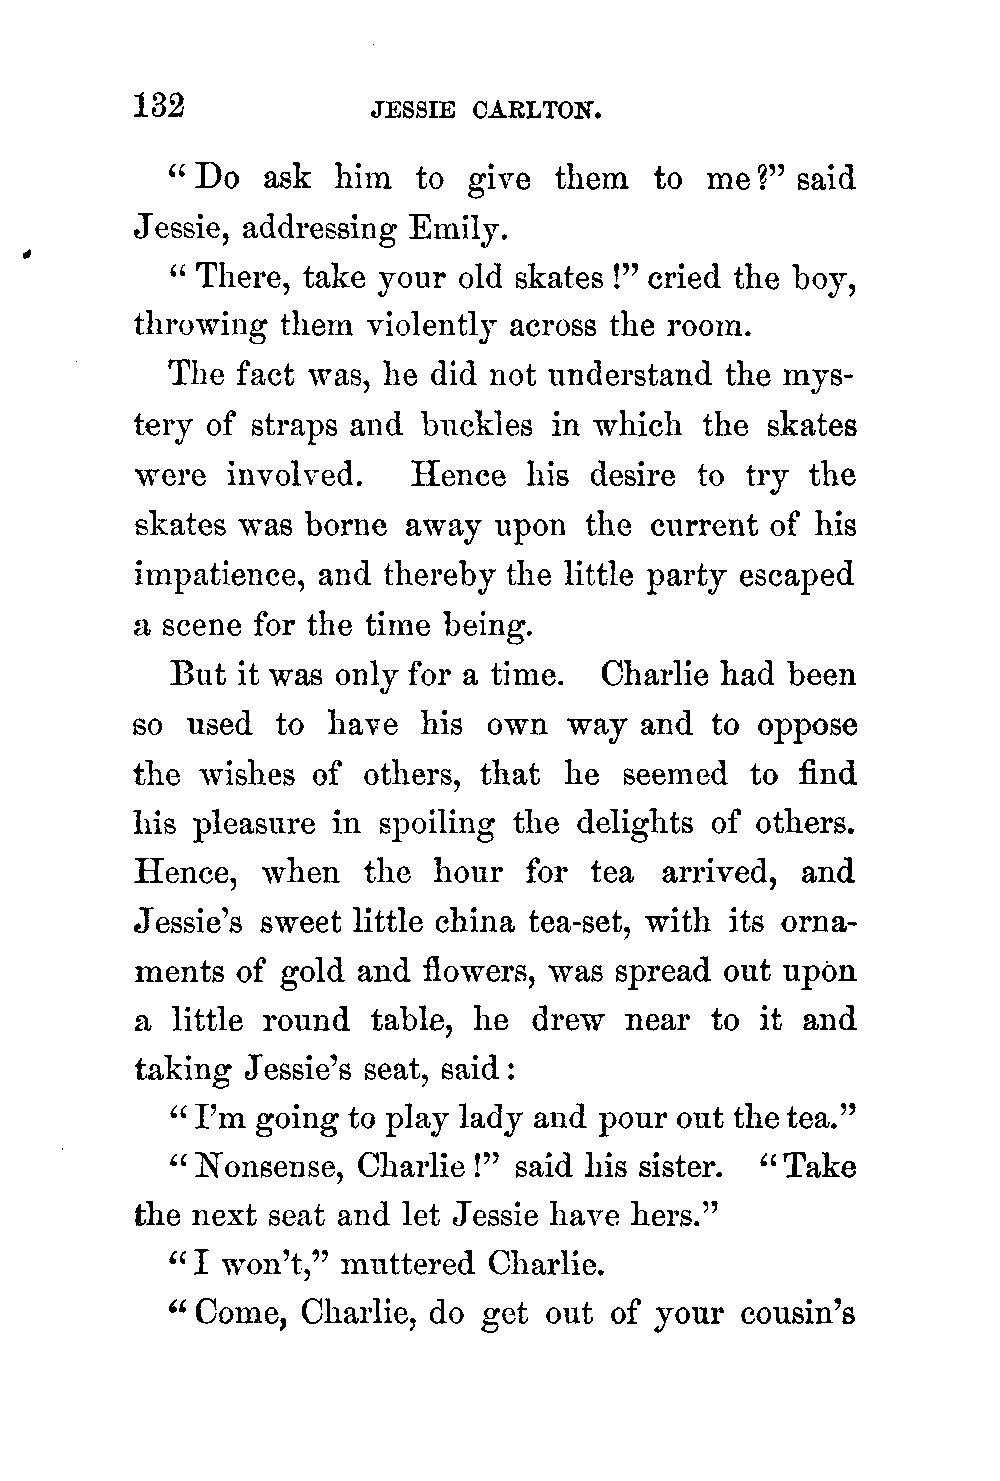 132 JESSIE CARLTON.
“Do ask him to give them to me?” said
Jessie, addressing Emily.
“There, take your old skates!” cried the boy,
throwing them violently across the room.
The fact was, he did not understand the mys-
tery of straps and buckles in which the skates
were involved. Hence his desire to try the
skates was borne away upon the current of his
impatience, and thereby the little party escaped
a scene for the time being.
But it was only for a time. Charlie had been
so used to have his own way and to oppose
the wishes of others, that he seemed to find
his pleasure in spoiling the delights of others.
Hence, when the hour for tea arrived, and
Jessie’s sweet little china tea-set, with its orna-
ments of gold and flowers, was spread out upon
a little round table, he drew near to it and
taking Jessie’s seat, said:
“I’m going to play lady and pour out the tea.”
“Nonsense, Charlie!” said his sister. “Take
the next seat and let Jessie have hers.”
“I won’t,” muttered Charlie.
“Come, Charlie, do get out of your cousin’s